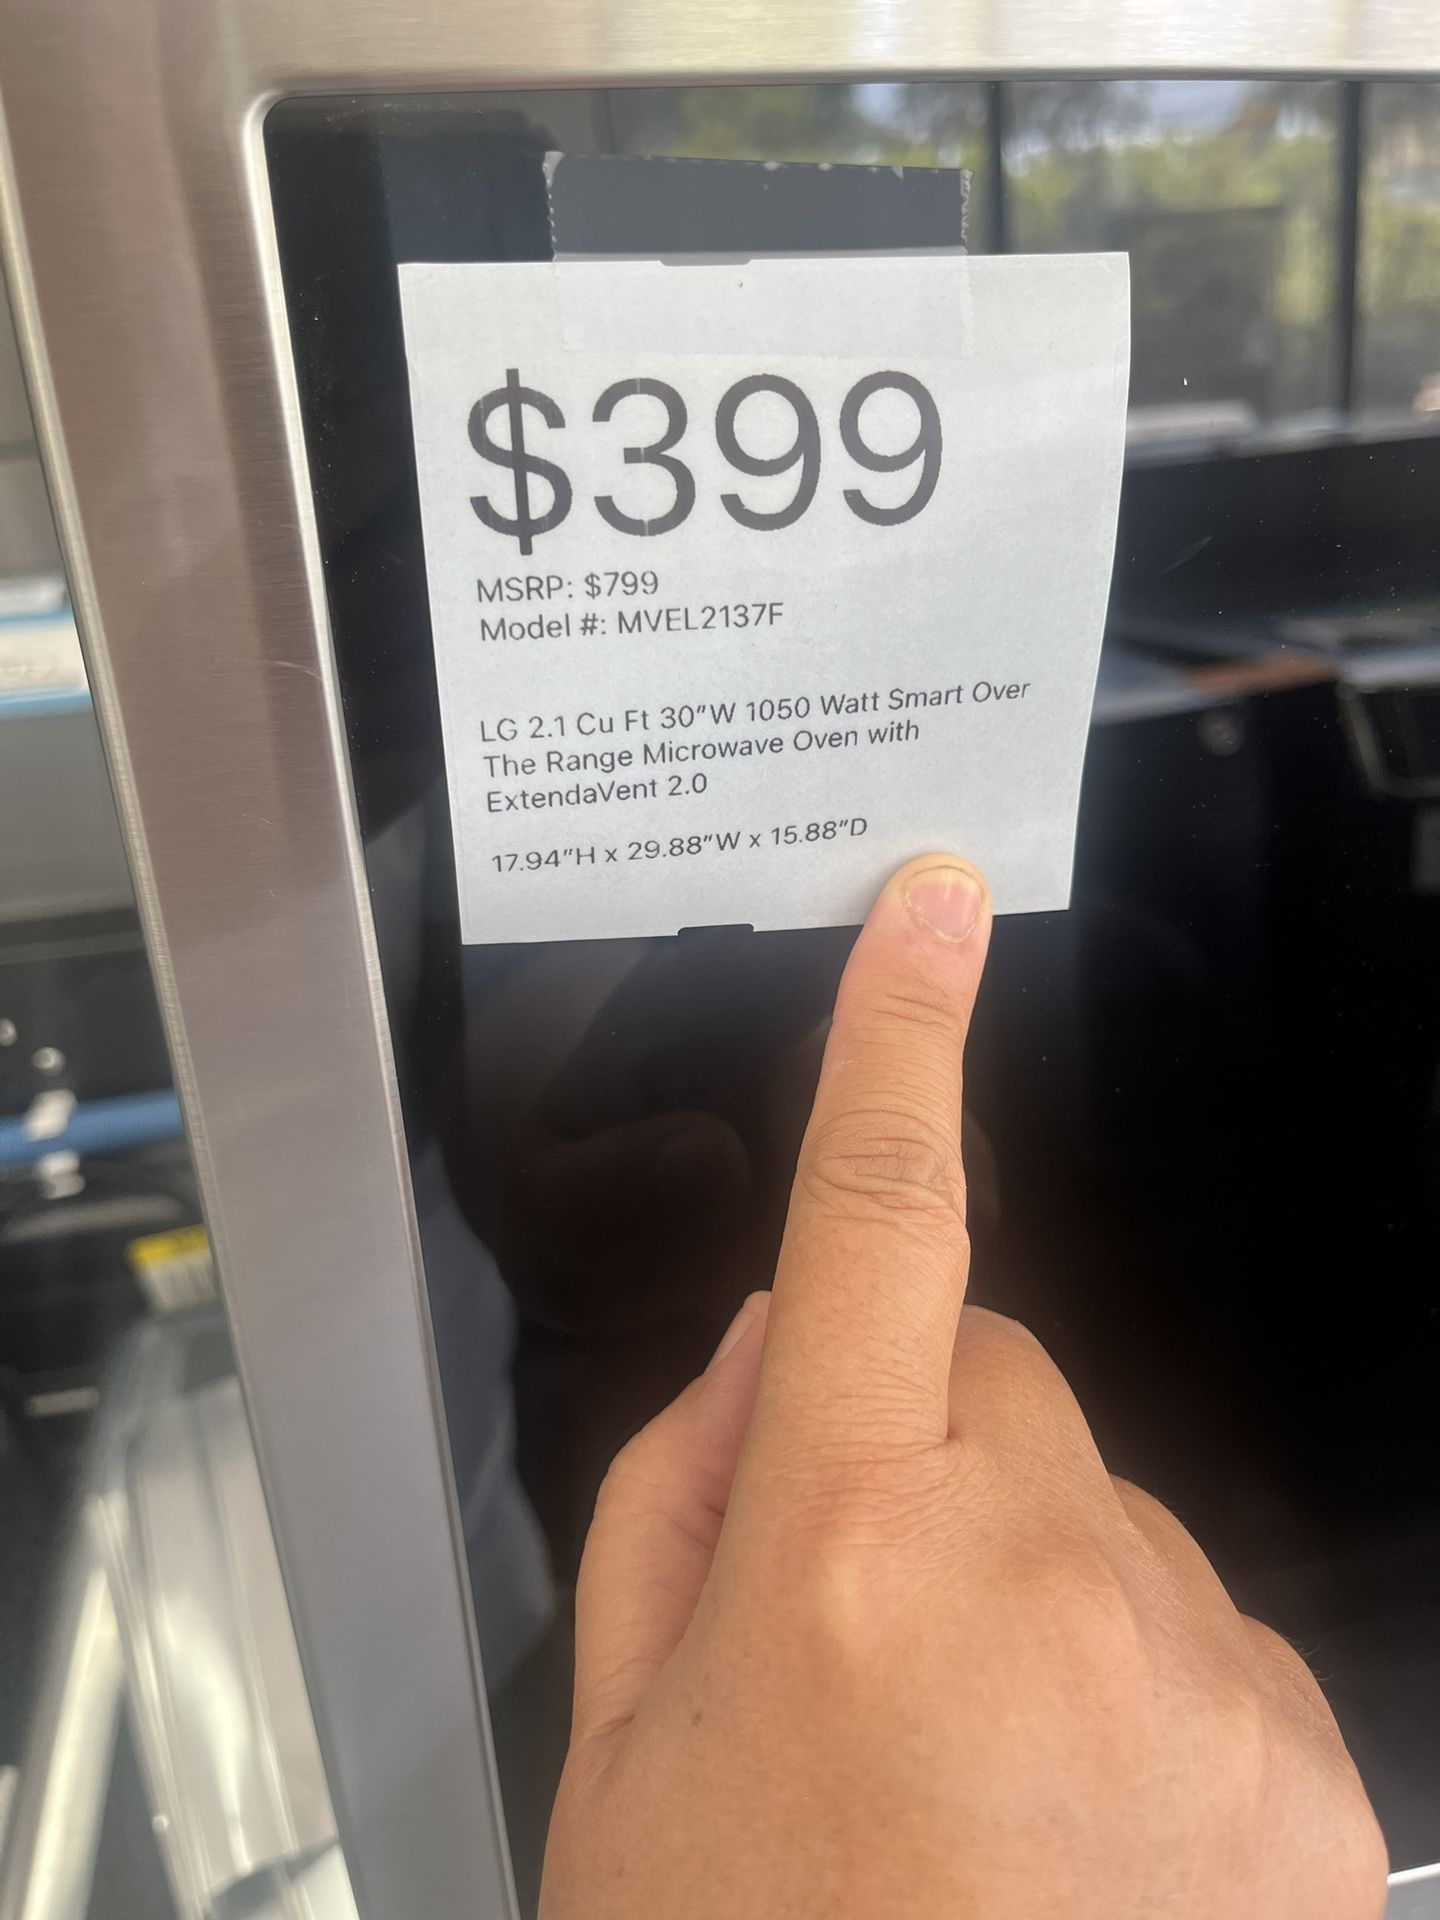 $399
MSRP: $799
Model #: MVEL2137F
LG 2.1 Cu Ft 30"W 1050 Watt Smart Over
The Range Microwave Oven with
ExtendaVent 2.0
17.94"H x 29.88"W x 15.88"D